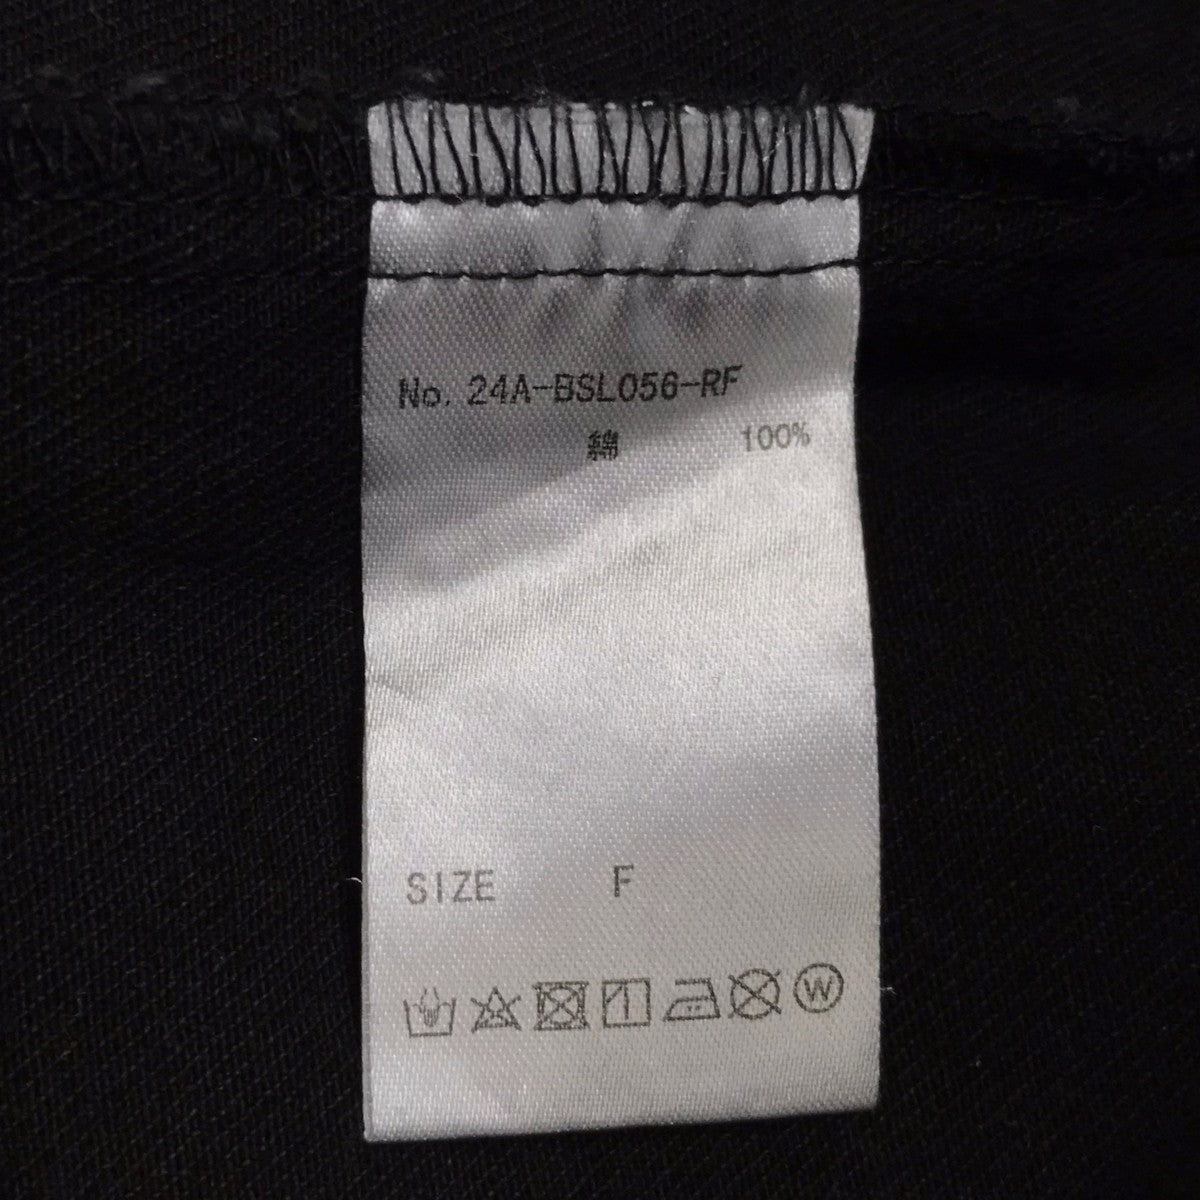 No. 24A-BSL056-RF
綿 100%
SIZE F
W